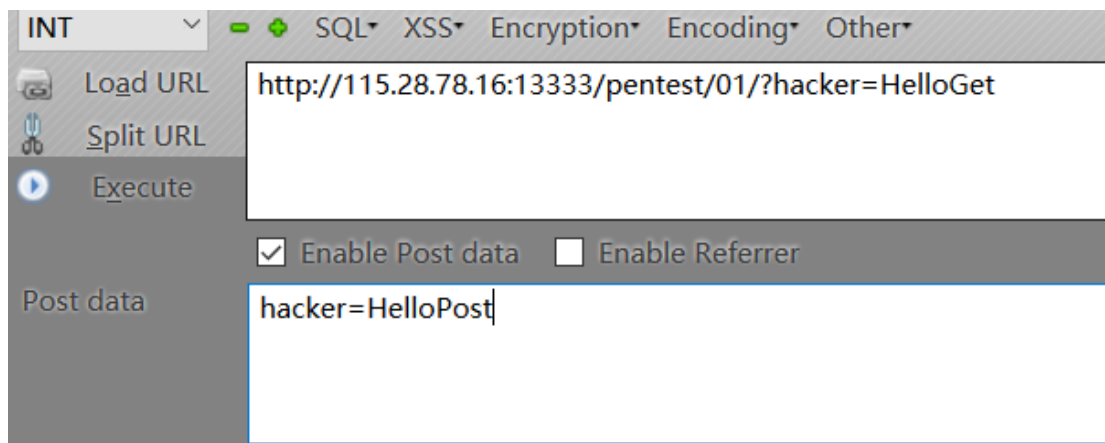 INT SQL XSS Encryption Encoding Other
Load URL http://115.28.78.16:13333/pentest/01/?hacker=HelloGet
Split URL
Execute
Enable Post data Enable Referrer
Post data hacker=HelloPost